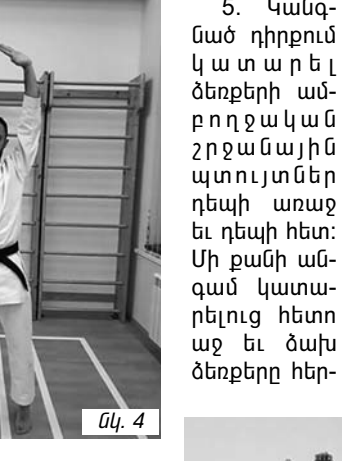 5. Կանգ-
նած դիրքում
կատարել
ձեռքերի ամ-
բողջական
շրջանային
պտույտներ
դեպի առաջ
եւ դեպի հետ:
Մի քանի ան-
գամ կատա-
րելուց հետո
աջ եւ ձախ
ձեռքերը հեր-
Նկ. 4